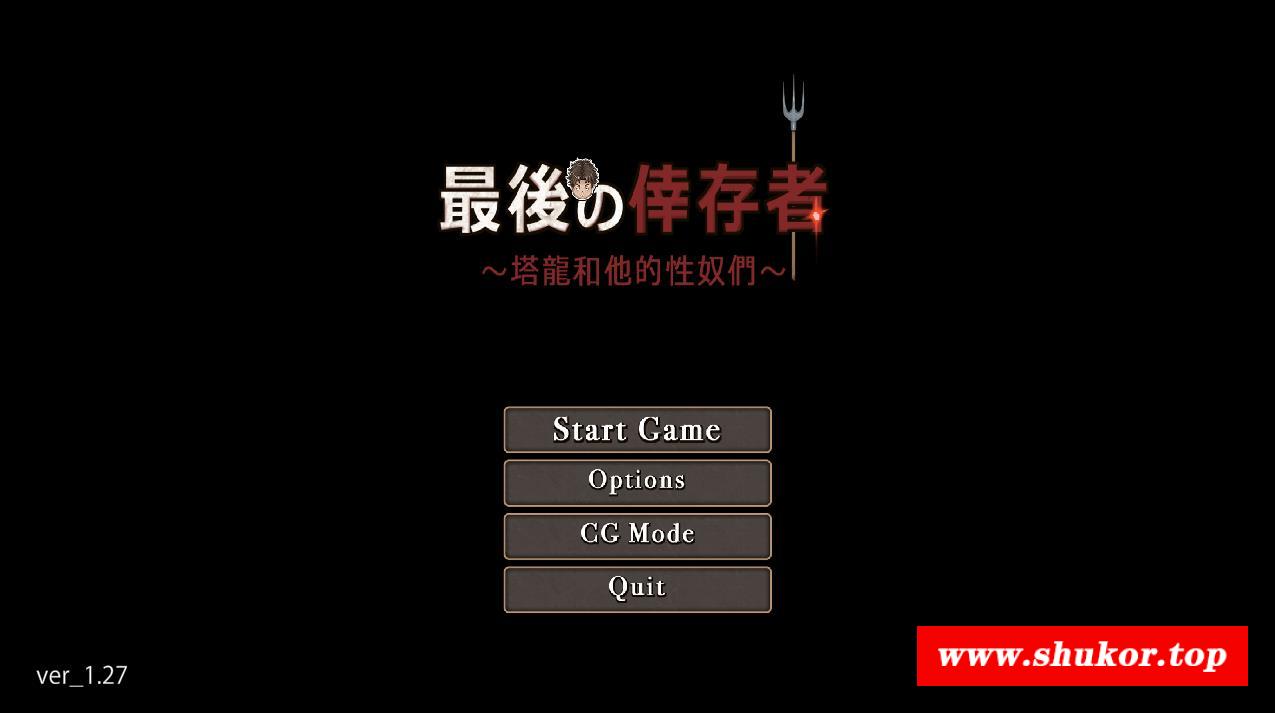 最後の倖存者
～塔龍和他的性奴們～
Start Game
Options
CG Mode
Quit
ver_1.27
www.shukor.top